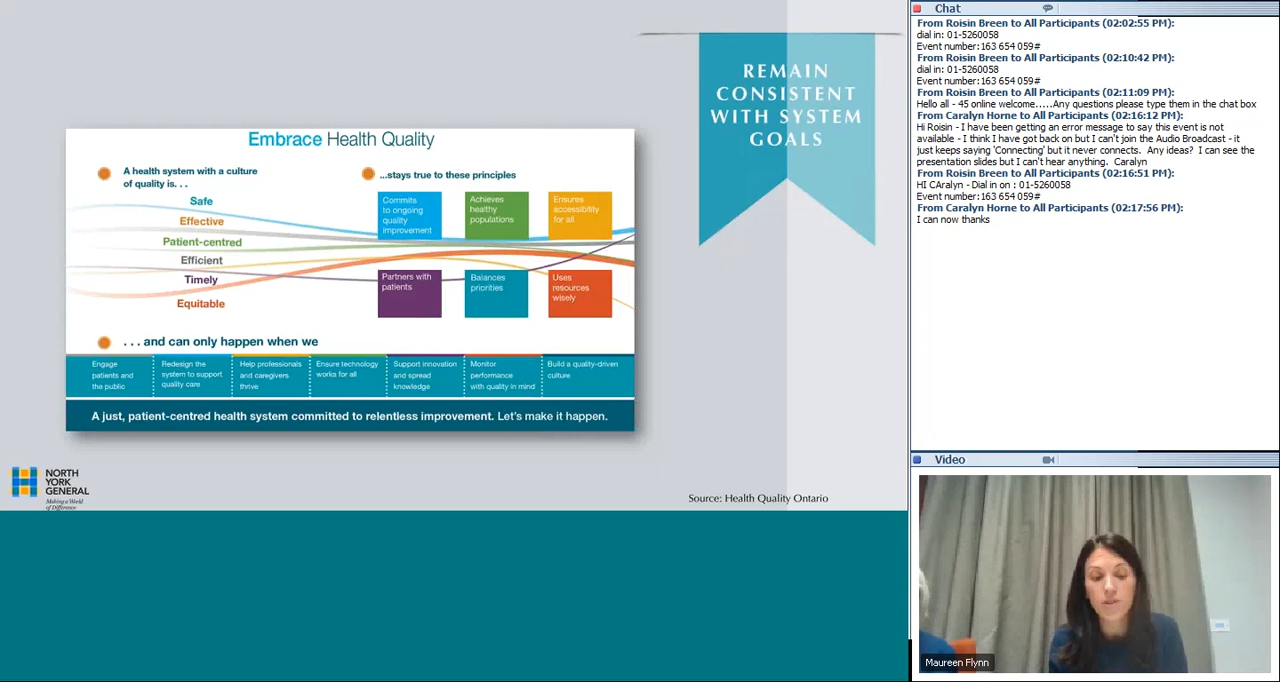 REMAIN
CONSISTENT
WITH SYSTEM
GOALS
Embrace Health Quality
A health system with a culture
of quality is. . .
Safe
Effective
Patient-centred
Efficient
Timely
Equitable
...stays true to these principles
Commits
to ongoing
quality
improvement
Achieves
healthy
populations
Ensures
accessibility
for all
Partners with
patients
Balances
priorities
Uses
resources
wisely
. . . and can only happen when we
Engage
patients and
the public
Redesign the
system to support
quality care
Help professionals
and caregivers
thrive
Ensure technology
works for all
Support innovation
and spread
knowledge
Monitor
performance
with quality in mind
Build a quality-driven
culture
A just, patient-centred health system committed to relentless improvement. Let's make it happen.
NORTH
YORK
GENERAL
Making a World
of Difference
Source: Health Quality Ontario
Chat
From Roisin Breen to All Participants (02:02:55 PM):
dial in: 01-5260058
Event number:163 654 059#
From Roisin Breen to All Participants (02:10:42 PM):
dial in: 01-5260058
Event number:163 654 059#
From Roisin Breen to All Participants (02:11:09 PM):
Hello all - 45 online welcome.....Any questions please type them in the chat box
From Caralyn Horne to All Participants (02:16:12 PM):
Hi Roisin - I have been getting an error message to say this event is not
available - I think I have got back on but I can't join the Audio Broadcast - it
just keeps saying 'Connecting' but it never connects.  Any ideas?  I can see the
presentation slides but I can't hear anything.  Caralyn
From Roisin Breen to All Participants (02:16:51 PM):
HI CAralyn - Dial in on : 01-5260058
Event number:163 654 059#
From Caralyn Horne to All Participants (02:17:56 PM):
I can now thanks
Video
Maureen Flynn